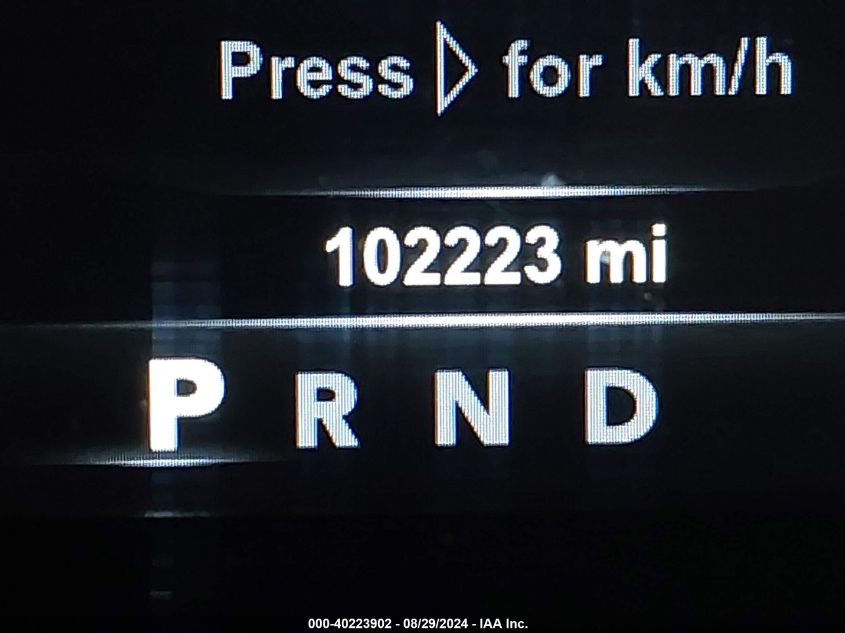 Press ▷ for km/h
102223 mi
P R N D
000-40223902 - 08/29/2024 - IAA Inc.